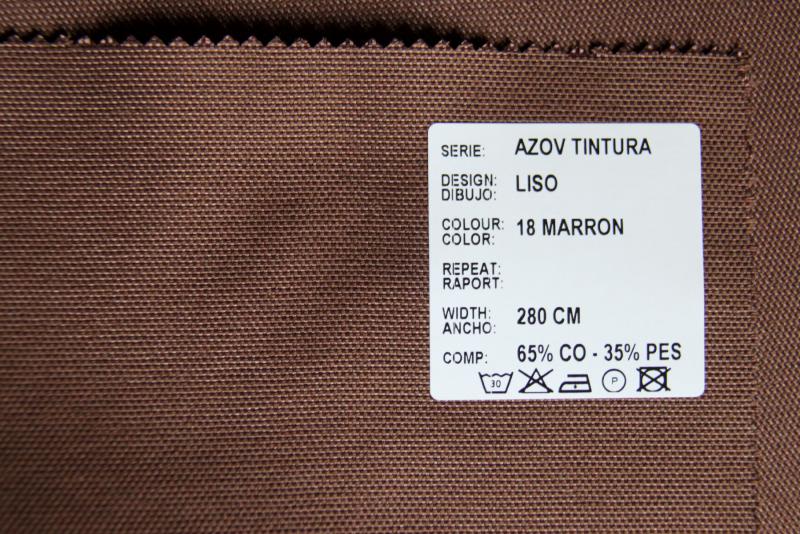 SERIE: AZOV TINTURA
DESIGN:
DIBUJO: LISO
COLOUR:
COLOR: 18 MARRON
REPEAT:
RAPORT:
WIDTH:
ANCHO: 280 CM
COMP: 65% CO - 35% PES
30 P